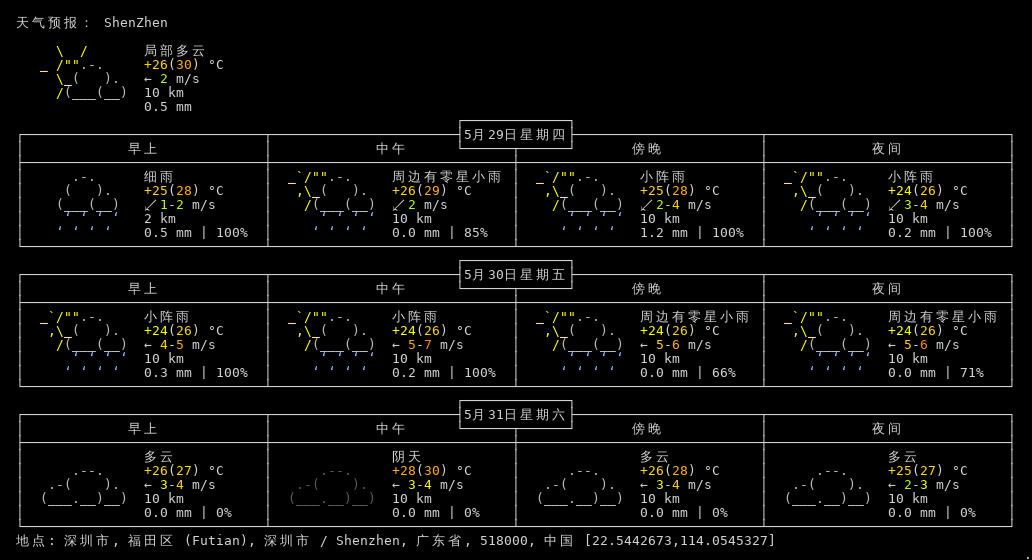 天气预报： ShenZhen
局部多云
+26(30) °C
← 2 m/s
10 km
0.5 mm
5月29日星期四
早上 中午 傍晚 夜间
细雨 周边有零星小雨 小阵雨 小阵雨
+25(28) °C +26(29) °C +25(28) °C +24(26) °C
↙ 1-2 m/s ↙ 2 m/s ↙ 2-4 m/s ↙ 3-4 m/s
2 km 10 km 10 km 10 km
0.5 mm | 100% 0.0 mm | 85% 1.2 mm | 100% 0.2 mm | 100%
5月30日星期五
早上 中午 傍晚 夜间
小阵雨 小阵雨 周边有零星小雨 周边有零星小雨
+24(26) °C +24(26) °C +24(26) °C +24(26) °C
← 4-5 m/s ← 5-7 m/s ← 5-6 m/s ← 5-6 m/s
10 km 10 km 10 km 10 km
0.3 mm | 100% 0.2 mm | 100% 0.0 mm | 66% 0.0 mm | 71%
5月31日星期六
早上 中午 傍晚 夜间
多云 阴天 多云 多云
+26(27) °C +28(30) °C +26(28) °C +25(27) °C
← 3-4 m/s ← 3-4 m/s ← 3-4 m/s ← 2-3 m/s
10 km 10 km 10 km 10 km
0.0 mm | 0% 0.0 mm | 0% 0.0 mm | 0% 0.0 mm | 0%
地点: 深圳市, 福田区 (Futian), 深圳市 / Shenzhen, 广东省, 518000, 中国 [22.5442673,114.0545327]